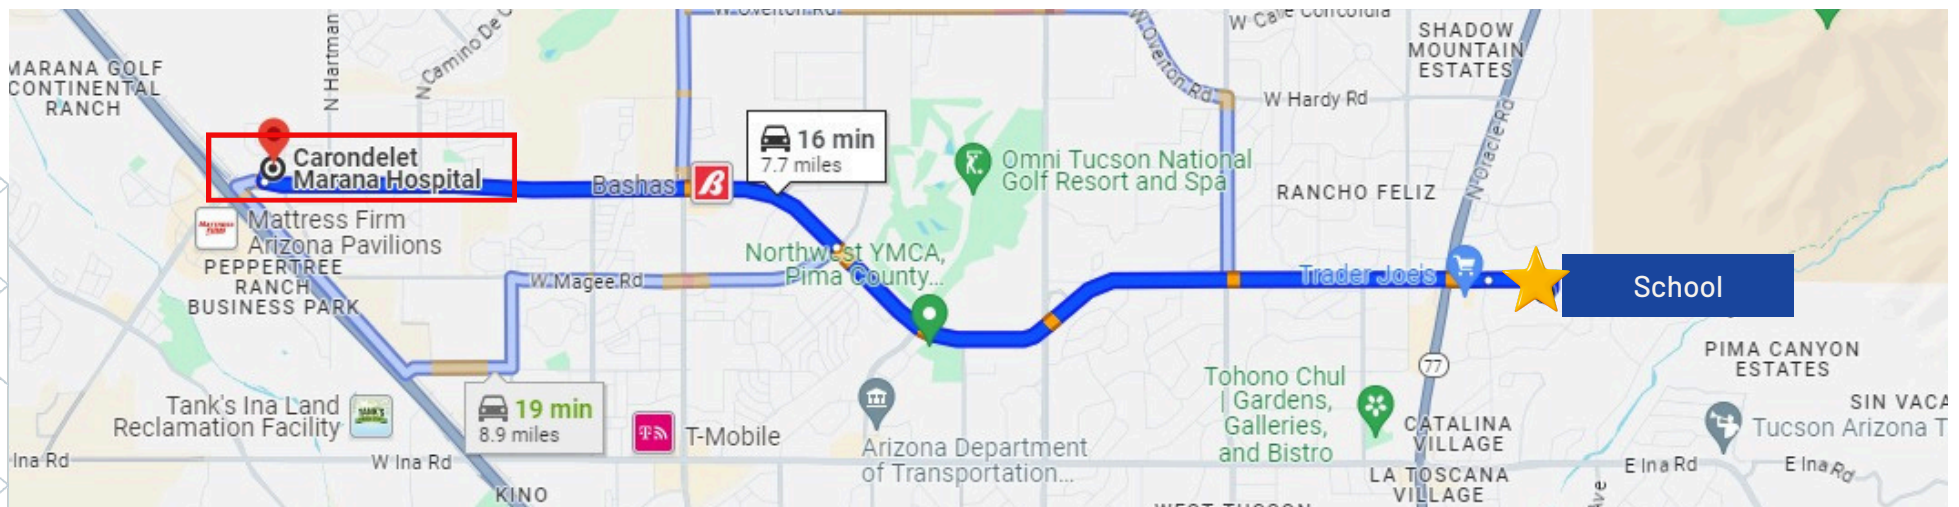 W Overton Rd
W Calle Concordia
SHADOW
MOUNTAIN
ESTATES
MARANA GOLF
CONTINENTAL
RANCH
N Hartman
N Camino De O
W Overton Rd
W Hardy Rd
N Oracle Rd
16 min
7.7 miles
Carondelet
Marana Hospital
Bashas'
Omni Tucson National
Golf Resort and Spa
RANCHO FELIZ
Mattress Firm
Arizona Pavilions
PEPPERTREE
RANCH
BUSINESS PARK
W Magee Rd
Northwest YMCA,
Pima County...
Trader Joe's
School
77
PIMA CANYON
ESTATES
Tank's Ina Land
Reclamation Facility
19 min
8.9 miles
T-Mobile
Arizona Department
of Transportation...
Tohono Chul
| Gardens,
Galleries,
and Bistro
CATALINA
VILLAGE
SIN VACA
Tucson Arizona T
Ina Rd
W Ina Rd
E Ina Rd
E Ina Rd
LA TOSCANA
VILLAGE
KINO
Ave
WEST TUCSON